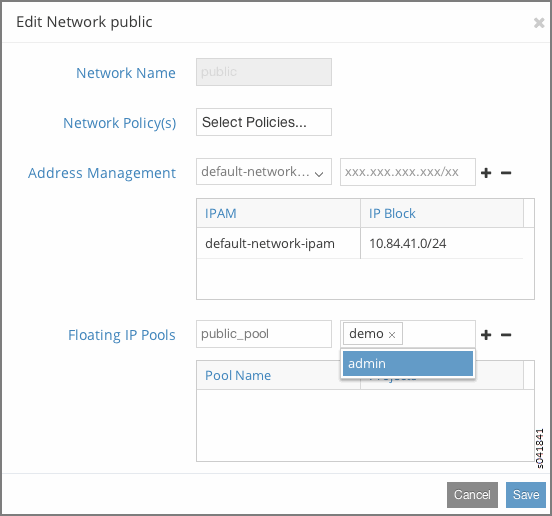 Edit Network public
×
Network Name
public
Network Policy(s)
Select Policies...
Address Management
default-network...
xxx.xxx.xxx.xxx/xx
+ −
IPAM
IP Block
default-network-ipam
10.84.41.0/24
Floating IP Pools
public_pool
demo ×
+ −
admin
Pool Name
Projects
s041841
Cancel
Save